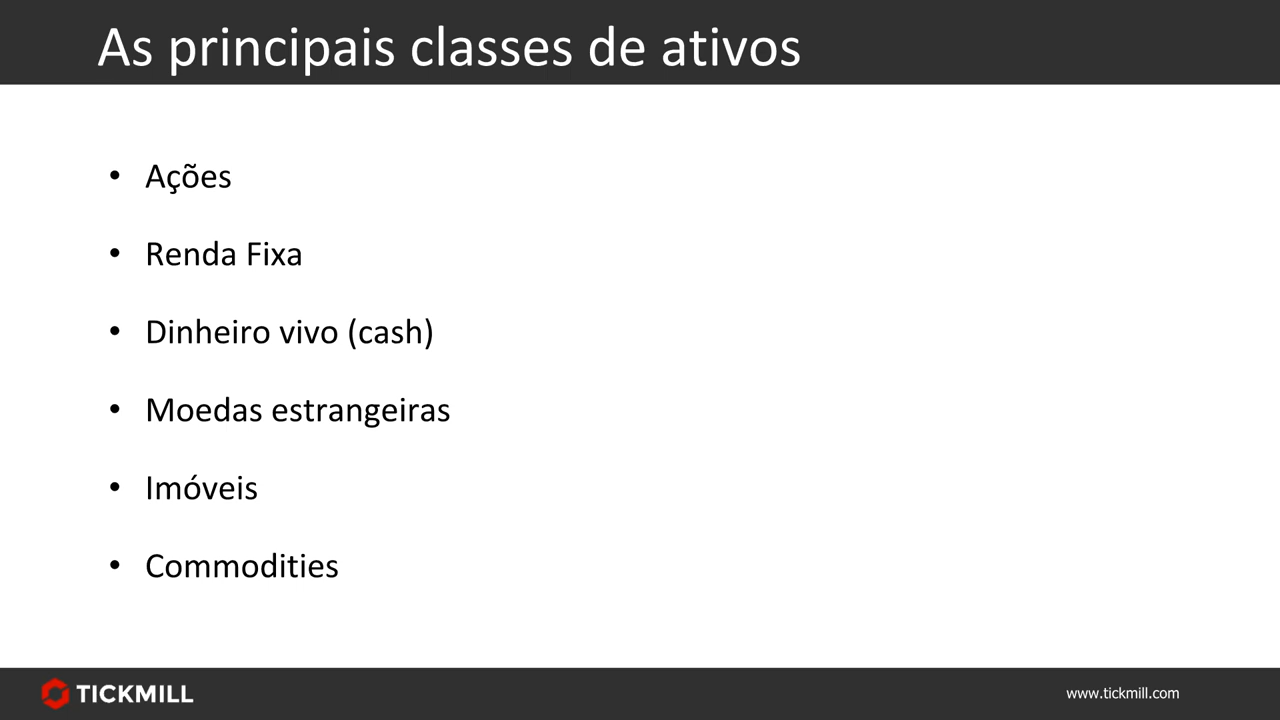 As principais classes de ativos
• Ações
• Renda Fixa
• Dinheiro vivo (cash)
• Moedas estrangeiras
• Imóveis
• Commodities
TICKMILL
www.tickmill.com